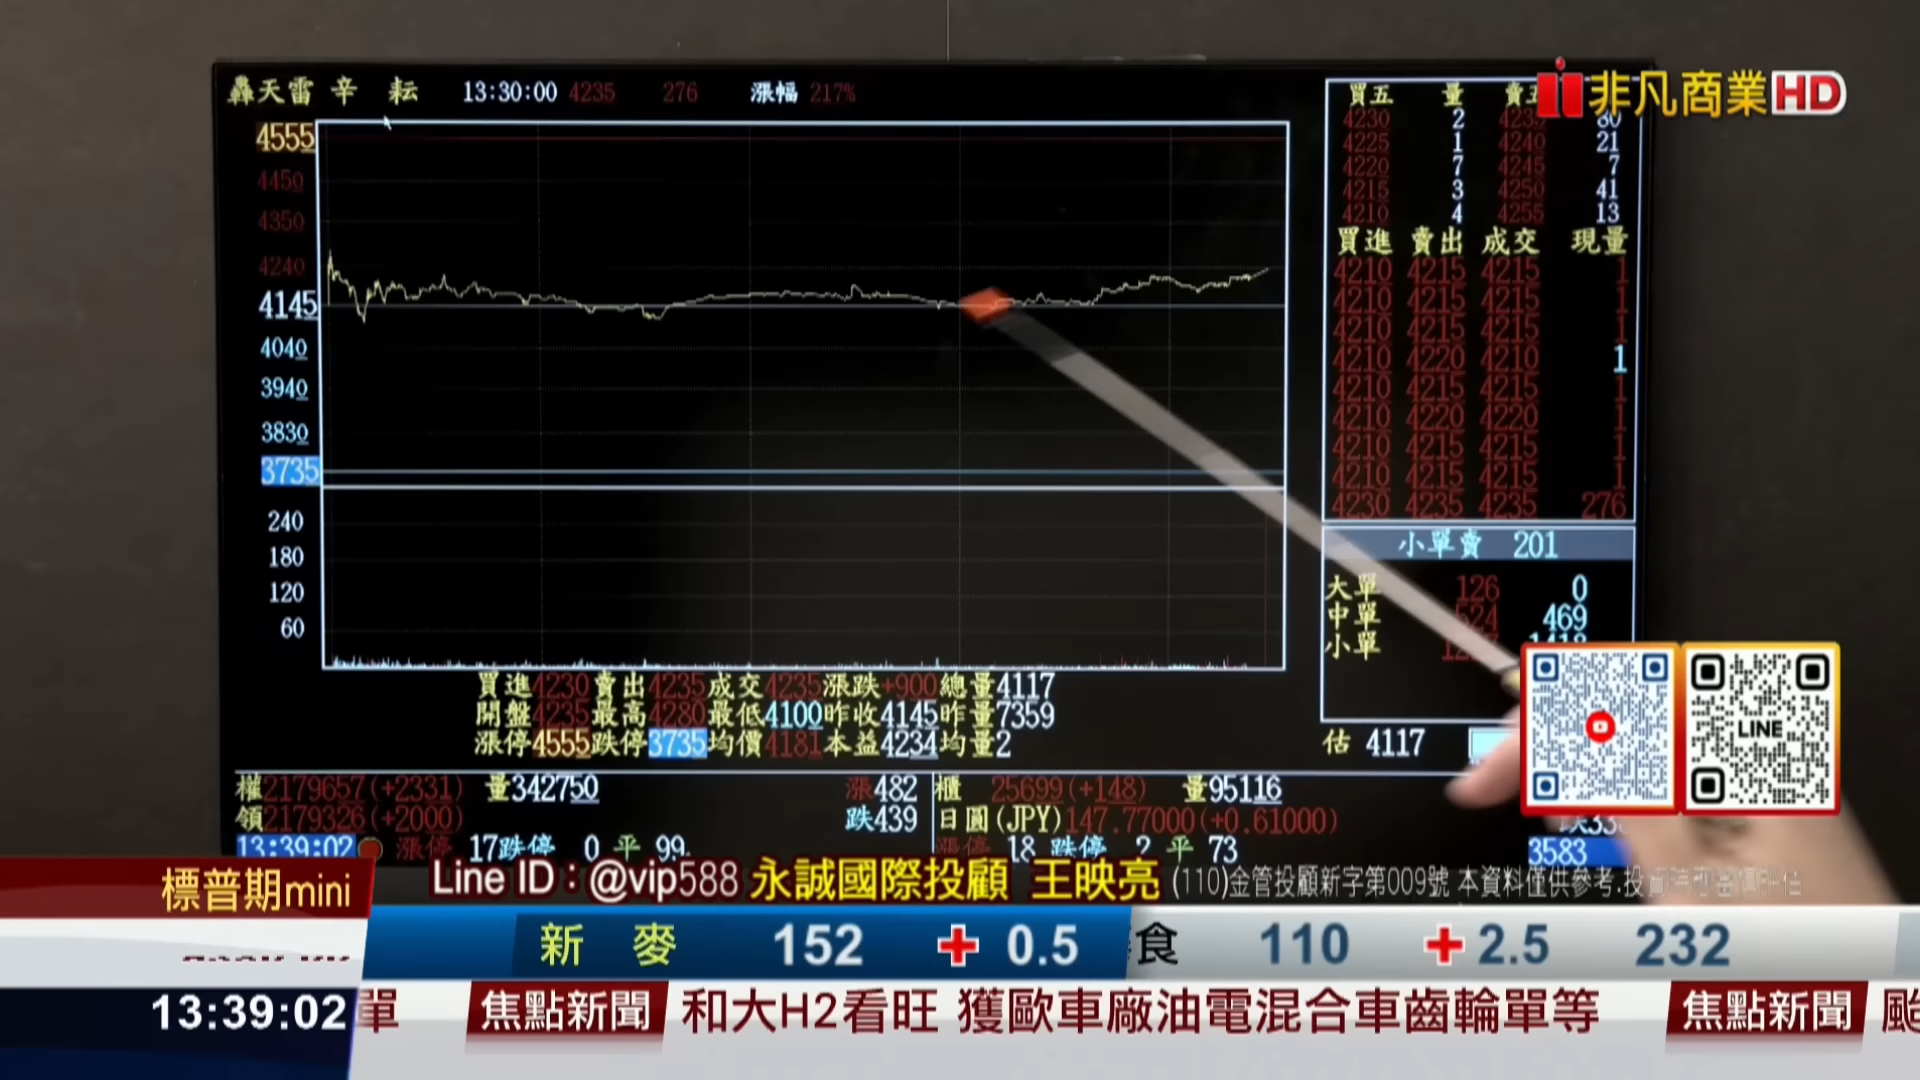 轟天雷 辛 耘 13:30:00 4235 276 漲幅 217%
非凡商業HD
4555
4450
4350
4240
4145
4040
3940
3830
3735
240
180
120
60
買五 量 賣五
4230 2 4235 80
4225 1 4240 21
4220 7 4245 7
4215 3 4250 41
4210 4 4255 13
買進 賣出 成交 現量
4210 4215 4215 1
4210 4215 4215 1
4210 4215 4215 1
4210 4220 4210 1
4210 4215 4215 1
4210 4220 4220 1
4210 4215 4215 1
4210 4215 4215 1
4230 4235 4235 276
小單賣 201
大單 126 0
中單 524 469
小單
估 4117
買進4230賣出4235成交4235漲跌+900總量4117
開盤4235最高4280最低4100昨收4145昨量7359
漲停4555跌停3735均價4181本益4234均量2
權2179657(+2331) 量342750 漲482
領2179326(+2000) 跌439
13:39:02 漲停 17跌停 0 平 99
櫃 25699(+148) 量95116
日圓(JPY)147.77000(+0.61000)
漲停 18 跌停 2 平 73
3583
LINE
標普期mini
Line ID：@vip588 永誠國際投顧 王映亮 (110)金管投顧新字第009號 本資料僅供參考.投資
新 麥 152 + 0.5
食 110 + 2.5 232
13:39:02
單 焦點新聞 和大H2看旺 獲歐車廠油電混合車齒輪單等 焦點新聞